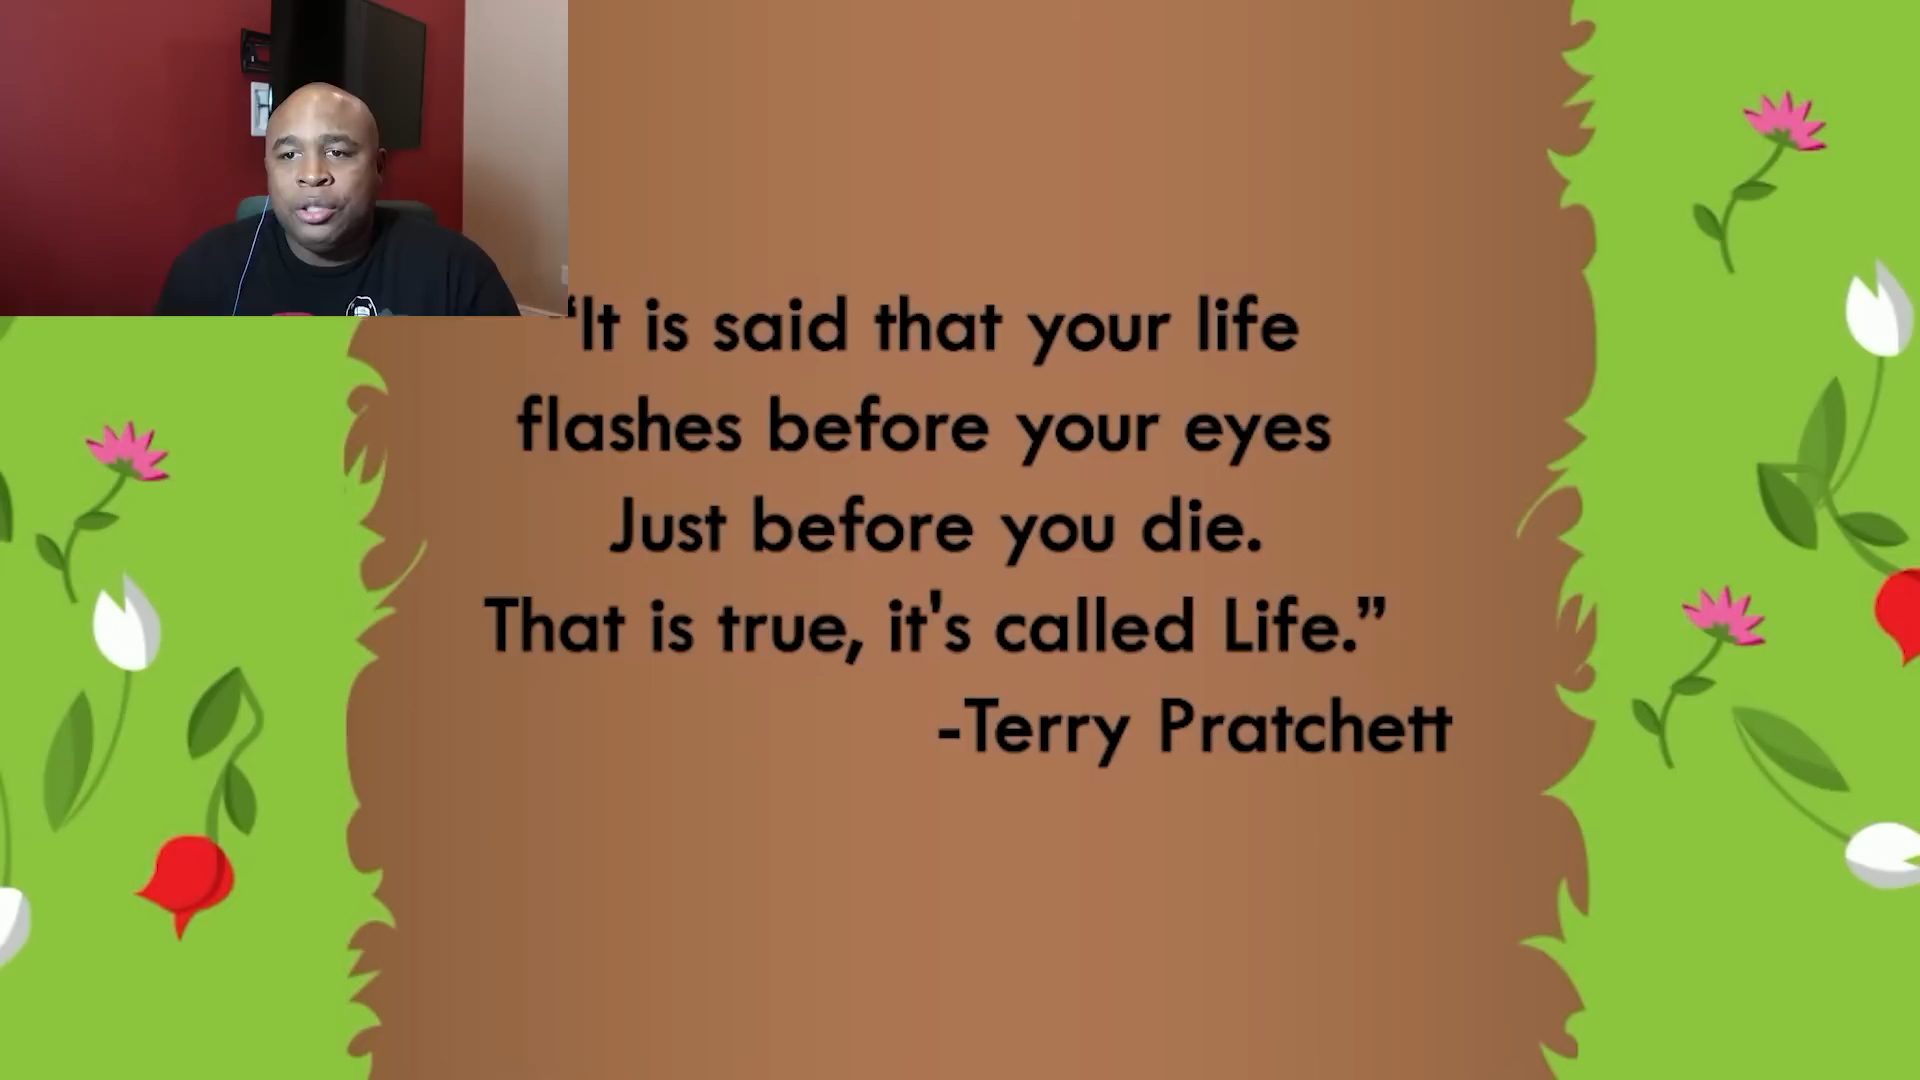 “It is said that your life
flashes before your eyes
Just before you die.
That is true, it's called Life.”
-Terry Pratchett